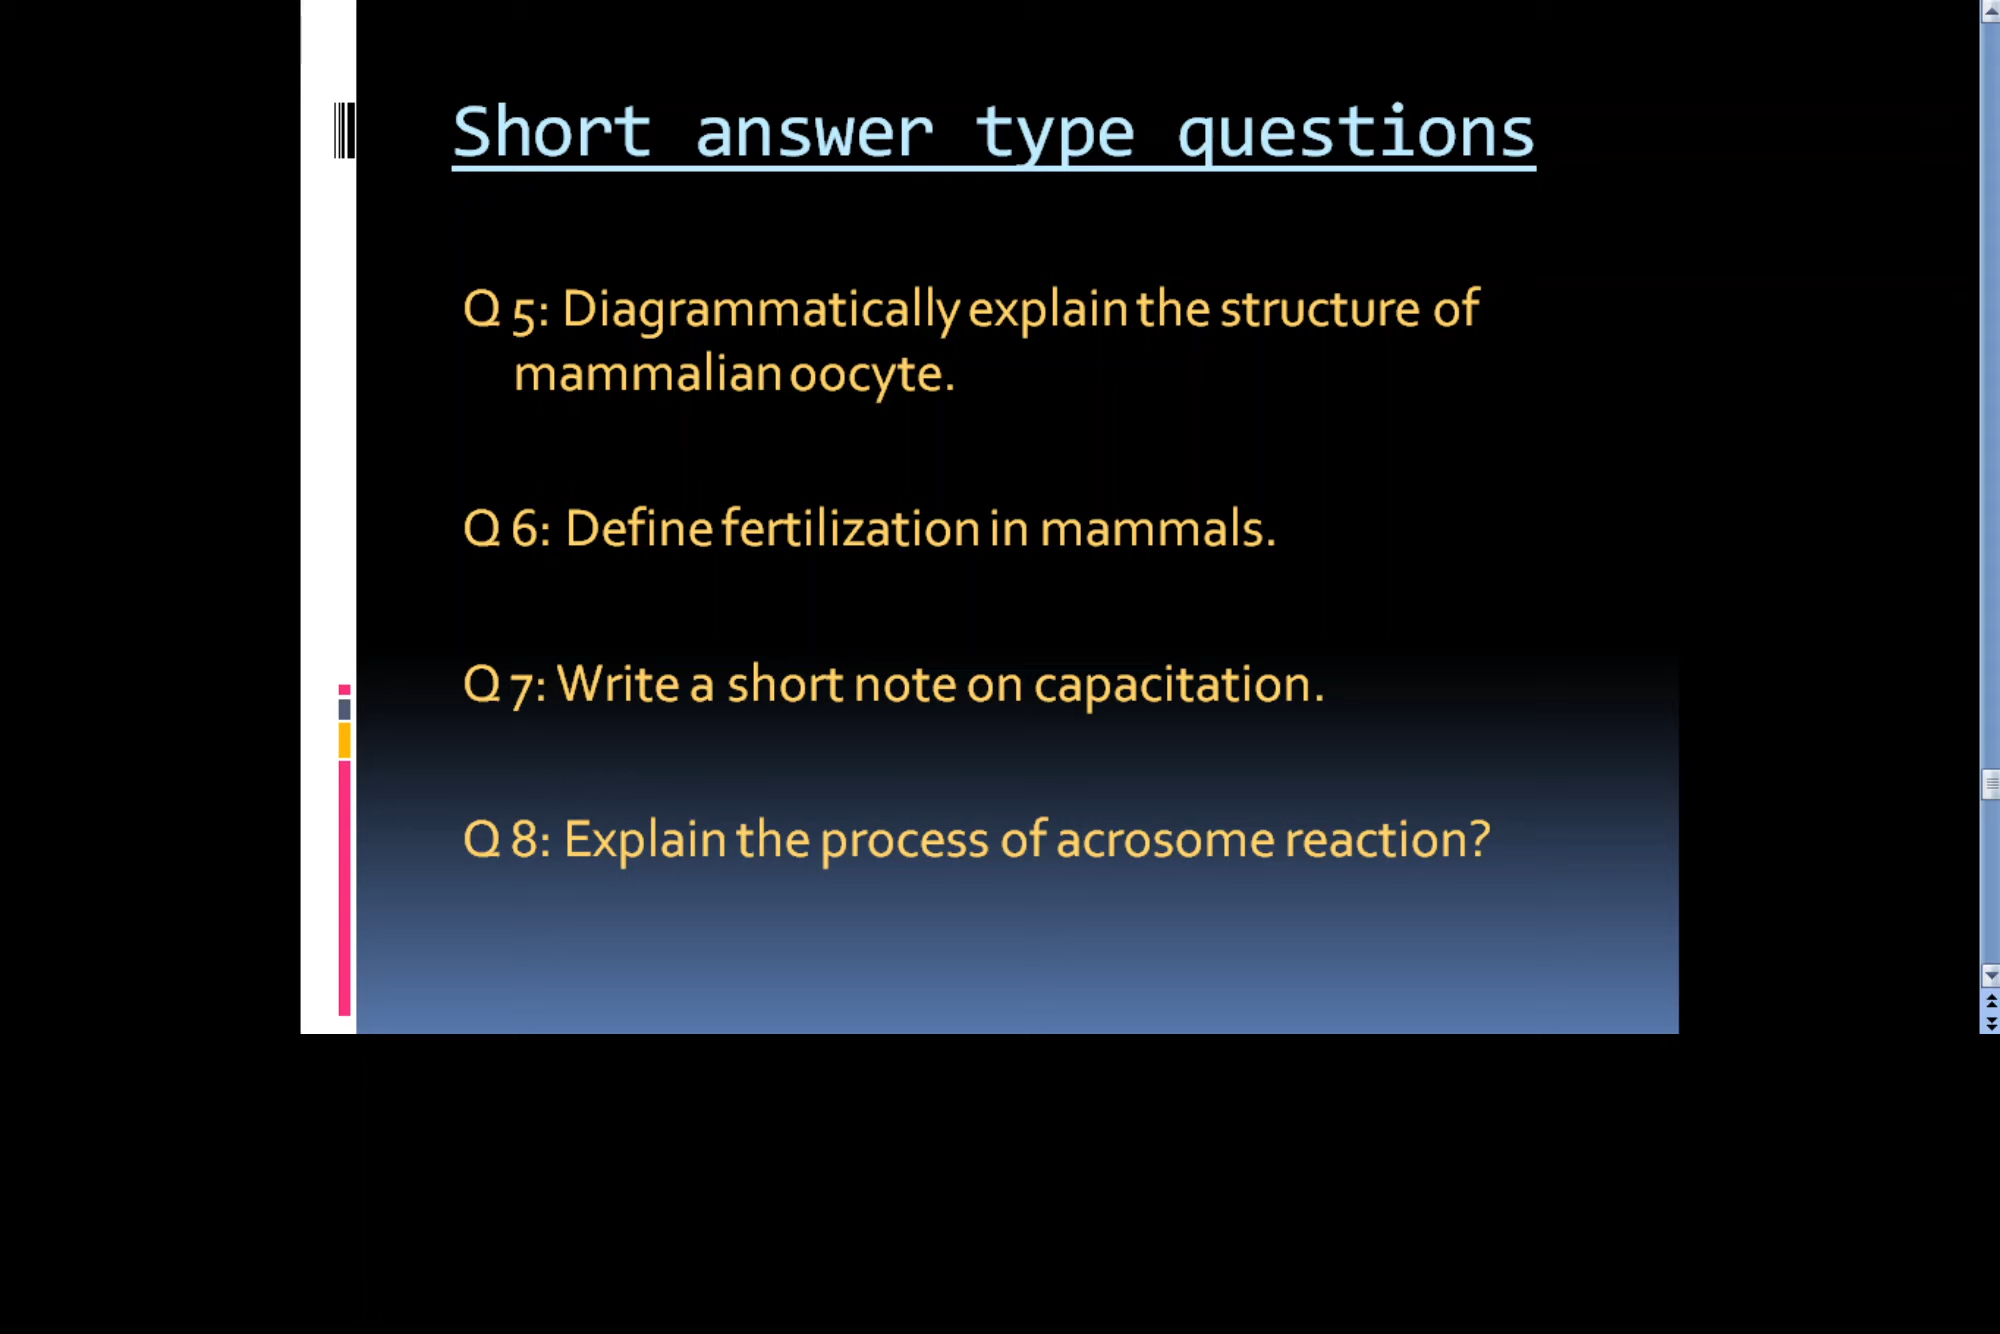 Short answer type questions
Q 5: Diagrammatically explain the structure of
mammalian oocyte.
Q 6: Define fertilization in mammals.
Q 7: Write a short note on capacitation.
Q 8: Explain the process of acrosome reaction?